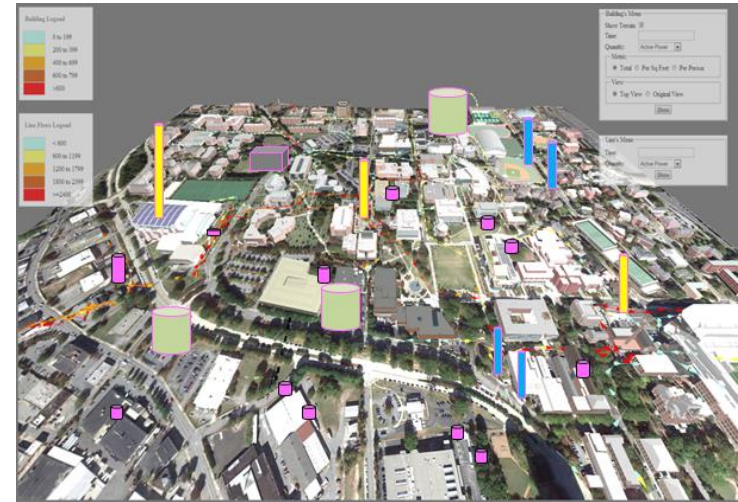 Building Legend
0 to 199
200 to 399
400 to 699
600 to 799
>800
Line Flows Legend
< 600
600 to 1199
1200 to 1799
1800 to 2399
>=2400
Building's Menu
Show Terrain
Time:
Quantity: Active Power
Metric
Total Per Sq Feet Per Person
View
Top View Original View
Show
Line's Menu
Time:
Quantity: Active Power
Show